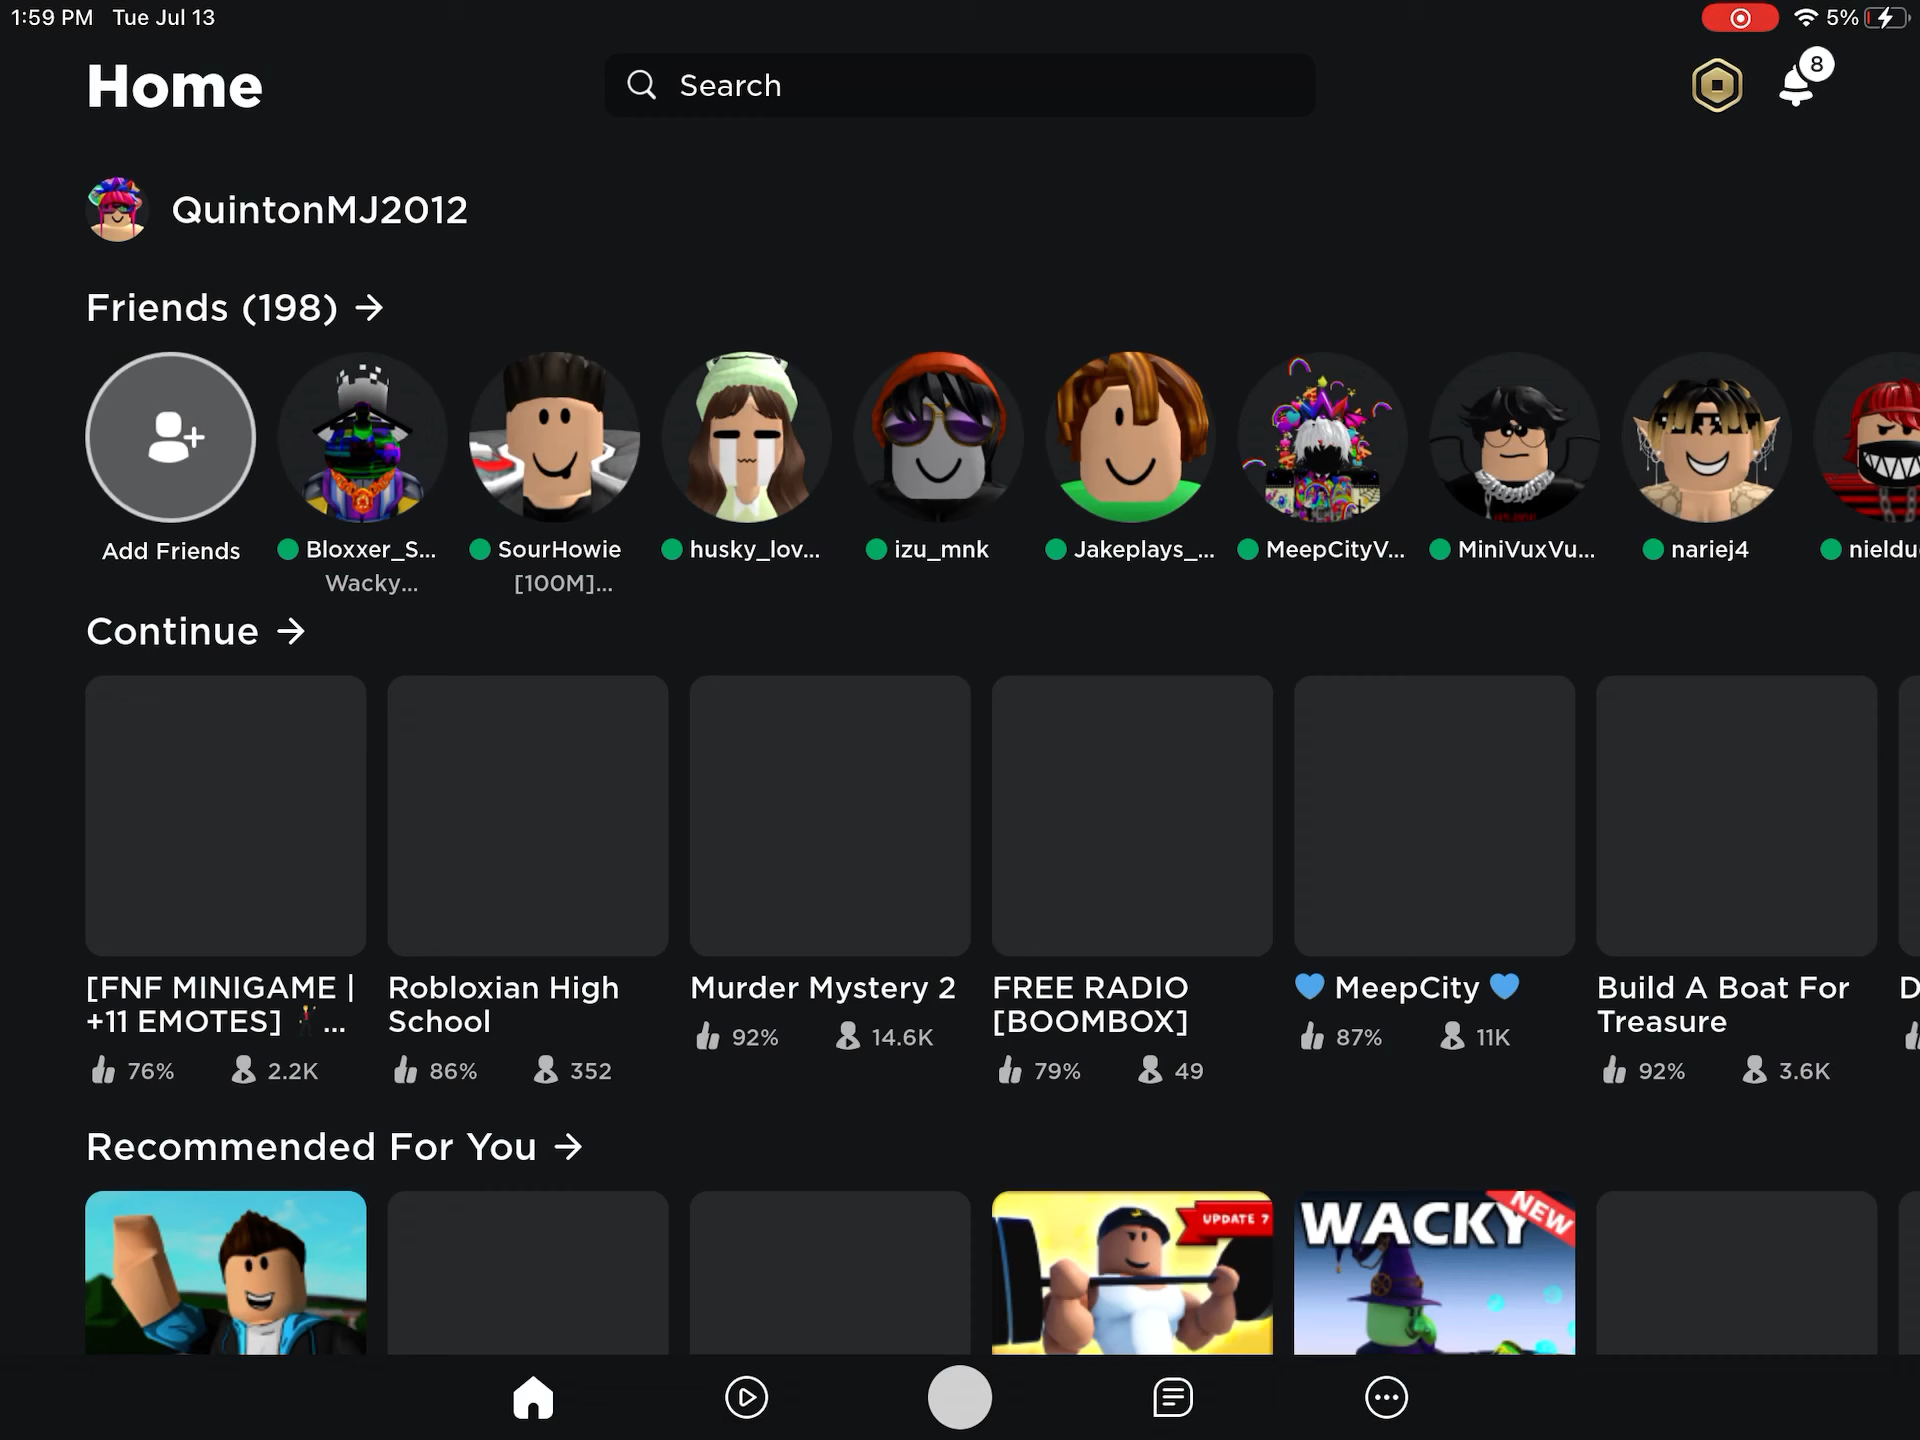 1:59 PM Tue Jul 13
5%
Home
Search
8
QuintonMJ2012
Friends (198)
Add Friends
Bloxxer_S...
SourHowie
husky_lov...
izu_mnk
Jakeplays_...
MeepCityV...
MiniVuxVu...
nariej4
nieldu
Wacky...
[100M]...
Continue
[FNF MINIGAME |
+11 EMOTES] 🕺...
76% 2.2K
Robloxian High
School
86% 352
Murder Mystery 2
92% 14.6K
FREE RADIO
[BOOMBOX]
79% 49
💙 MeepCity 💙
87% 11K
Build A Boat For
Treasure
92% 3.6K
D
Recommended For You
UPDATE 7
WACKY
NEW